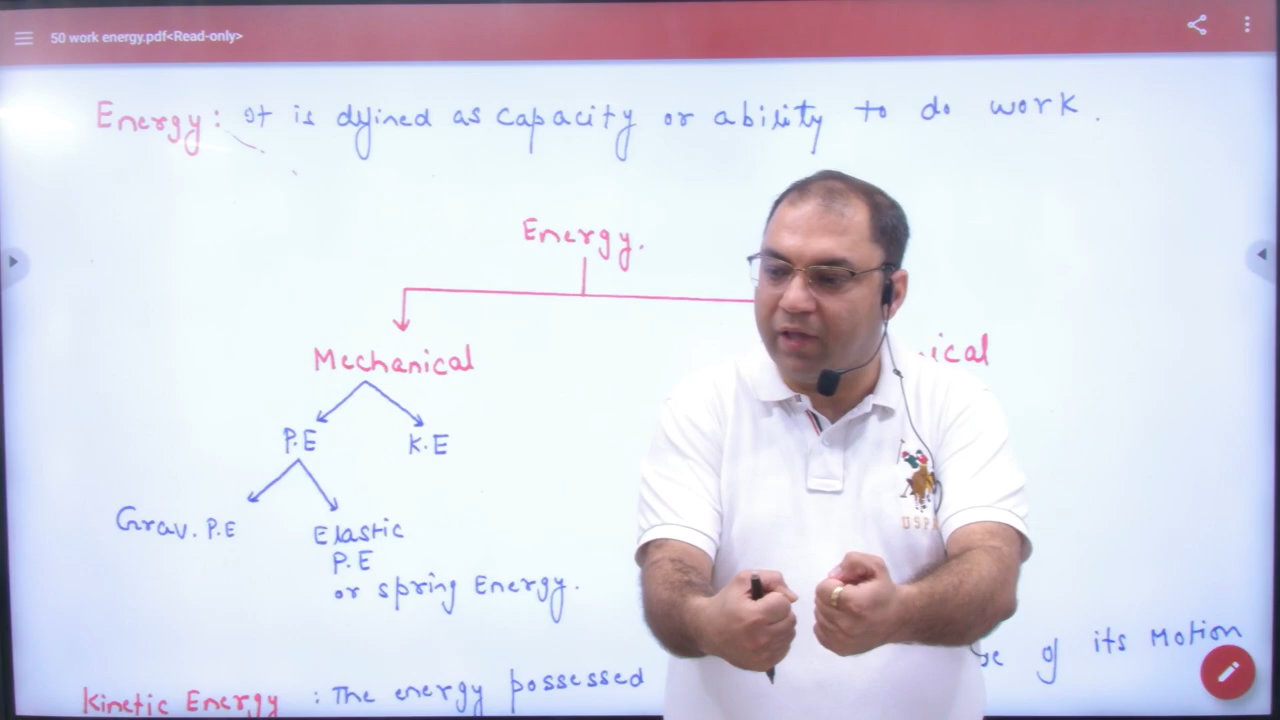 50 work energy.pdf<Read-only>
Energy: It is defined as capacity or ability to do work.
Energy.
Mechanical
ical
P.E K.E
Grav. P.E
Elastic
P.E
or spring Energy.
Kinetic Energy : The energy possessed of its Motion